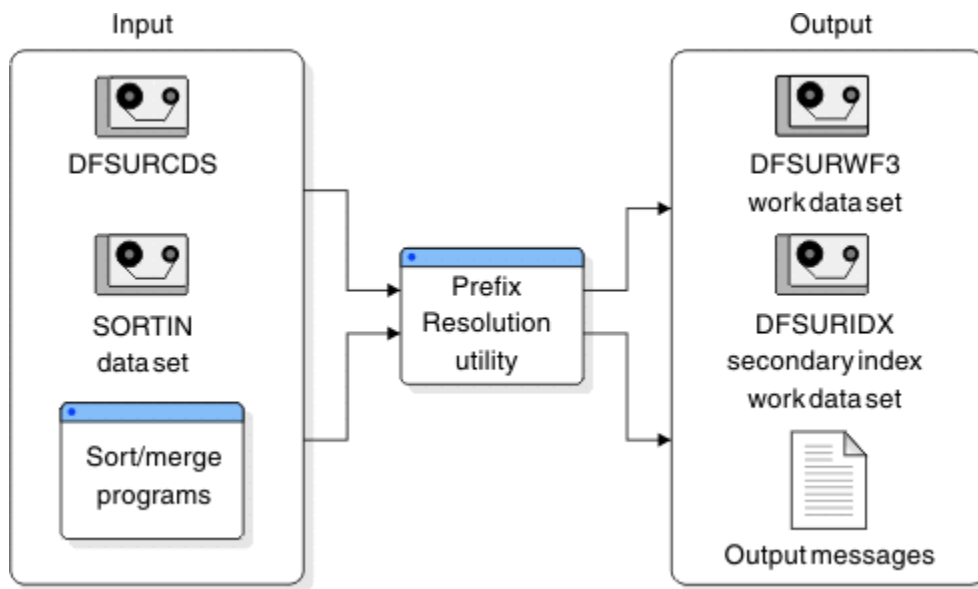 Input
DFSURCDS
SORTIN
data set
Sort/merge
programs
Prefix
Resolution
utility
Output
DFSURWF3
work data set
DFSURIDX
secondary index
work data set
Output messages